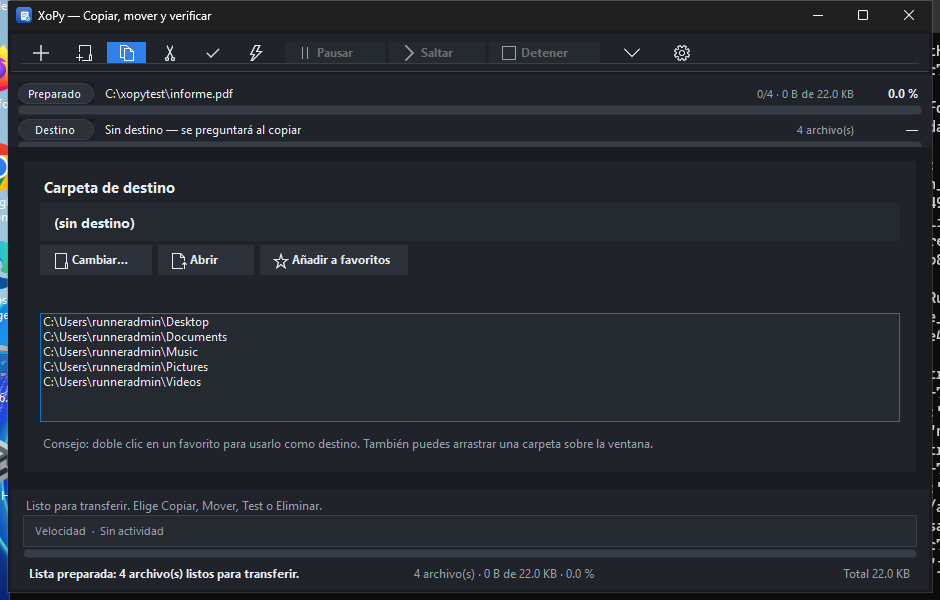 XoPy — Copiar, mover y verificar
Pausar
Saltar
Detener
Preparado
C:\xopytest\informe.pdf
0/4 · 0 B de 22.0 KB
0.0 %
Destino
Sin destino — se preguntará al copiar
4 archivo(s)
—
Carpeta de destino
(sin destino)
Cambiar...
Abrir
Añadir a favoritos
C:\Users\runneradmin\Desktop
C:\Users\runneradmin\Documents
C:\Users\runneradmin\Music
C:\Users\runneradmin\Pictures
C:\Users\runneradmin\Videos
Consejo: doble clic en un favorito para usarlo como destino. También puedes arrastrar una carpeta sobre la ventana.
Listo para transferir. Elige Copiar, Mover, Test o Eliminar.
Velocidad · Sin actividad
Lista preparada: 4 archivo(s) listos para transferir.
4 archivo(s) · 0 B de 22.0 KB · 0.0 %
Total 22.0 KB